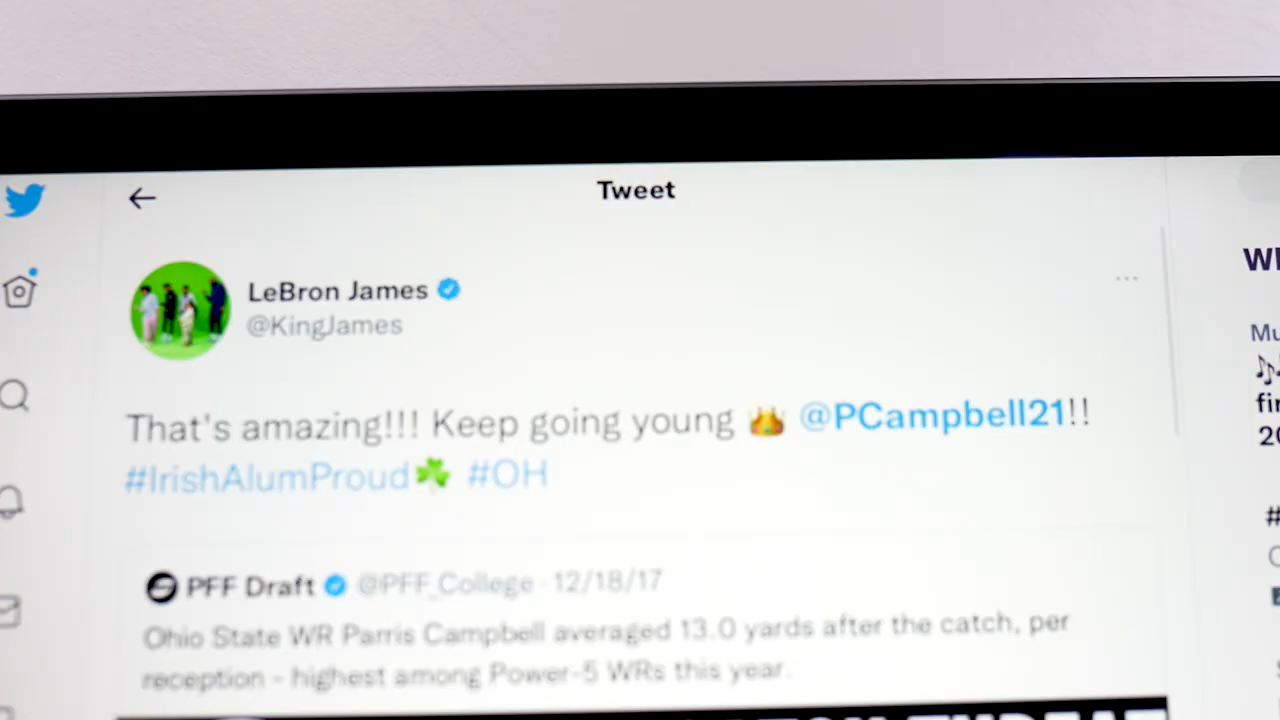 Tweet
LeBron James
@KingJames
That's amazing!!! Keep going young 👑 @PCampbell21!!
#IrishAlumProud☘️ #OH
PFF Draft @PFF_College · 12/18/17
Ohio State WR Parris Campbell averaged 13.0 yards after the catch, per
reception - highest among Power-5 WRs this year.